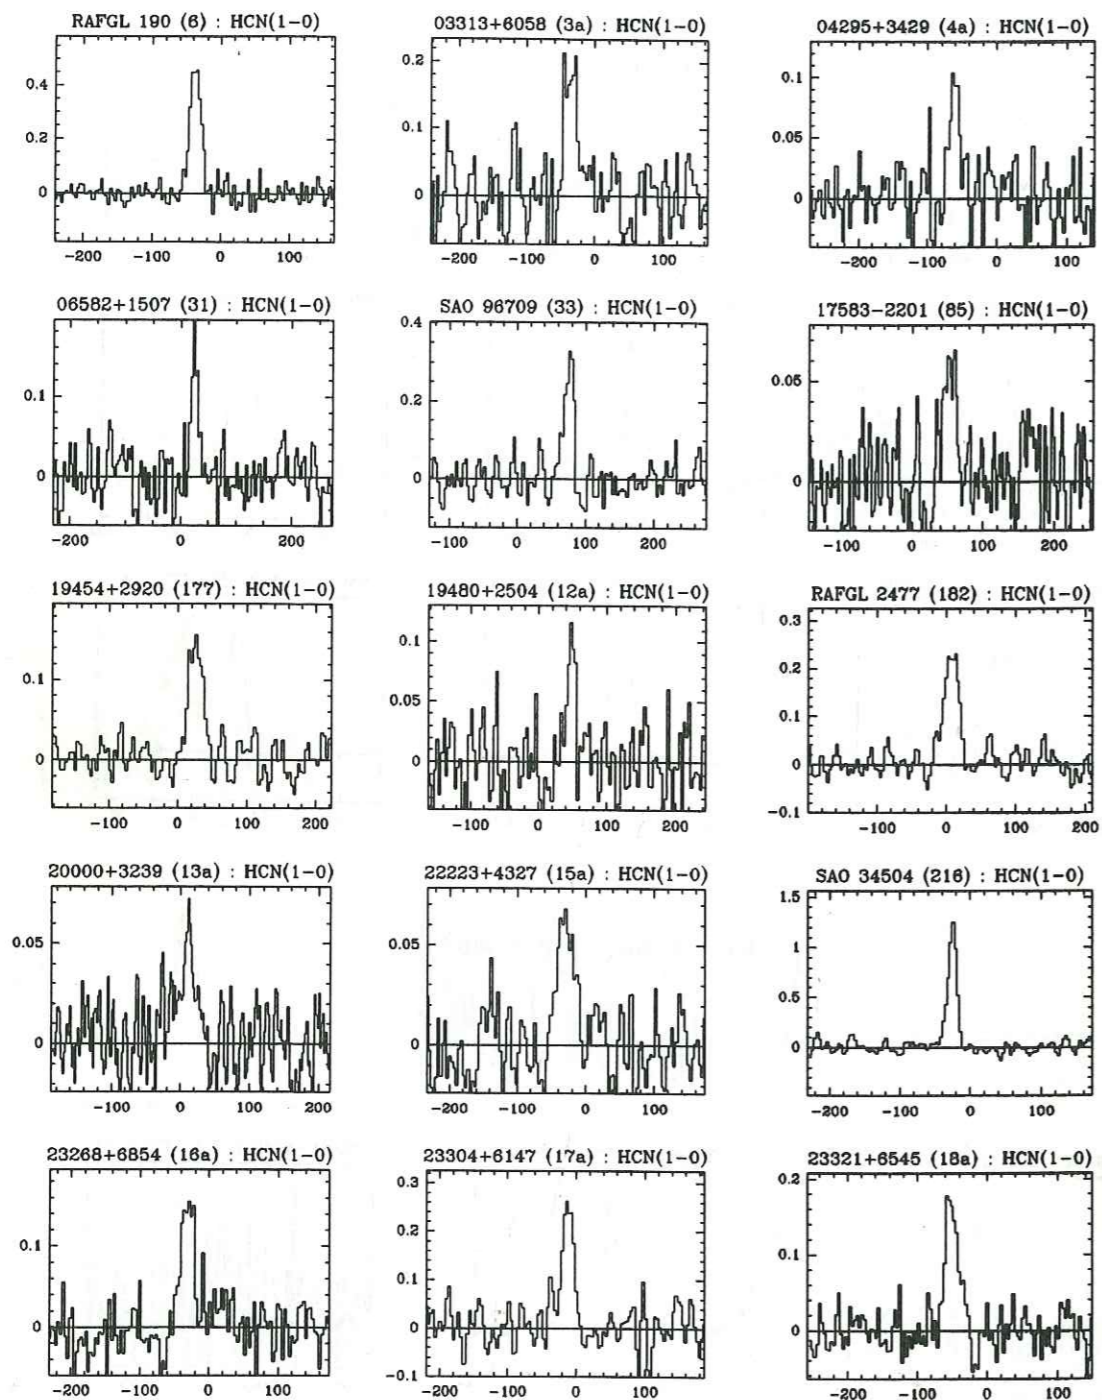 RAFGL 190 (6) : HCN(1−0)
0.4
0.2
0
−200 −100 0 100
03313+6058 (3a) : HCN(1−0)
0.2
0.1
0
−200 −100 0 100
04295+3429 (4a) : HCN(1−0)
0.1
0.05
0
−200 −100 0 100
06582+1507 (31) : HCN(1−0)
0.1
0
−200 0 200
SAO 96709 (33) : HCN(1−0)
0.4
0.2
0
−100 0 100 200
17583−2201 (85) : HCN(1−0)
0.05
0
−100 0 100 200
19454+2920 (177) : HCN(1−0)
0.1
0
−100 0 100 200
19480+2504 (12a) : HCN(1−0)
0.1
0.05
0
−100 0 100 200
RAFGL 2477 (182) : HCN(1−0)
0.3
0.2
0.1
0
−0.1
−100 0 100 200
20000+3239 (13a) : HCN(1−0)
0.05
0
−100 0 100 200
22223+4327 (15a) : HCN(1−0)
0.05
0
−200 −100 0 100
SAO 34504 (216) : HCN(1−0)
1.5
1
0.5
0
−200 −100 0 100
23268+6854 (16a) : HCN(1−0)
0.1
0
−200 −100 0 100
23304+6147 (17a) : HCN(1−0)
0.3
0.2
0.1
0
−0.1
−200 −100 0 100
23321+6545 (18a) : HCN(1−0)
0.2
0.1
0
−200 −100 0 100